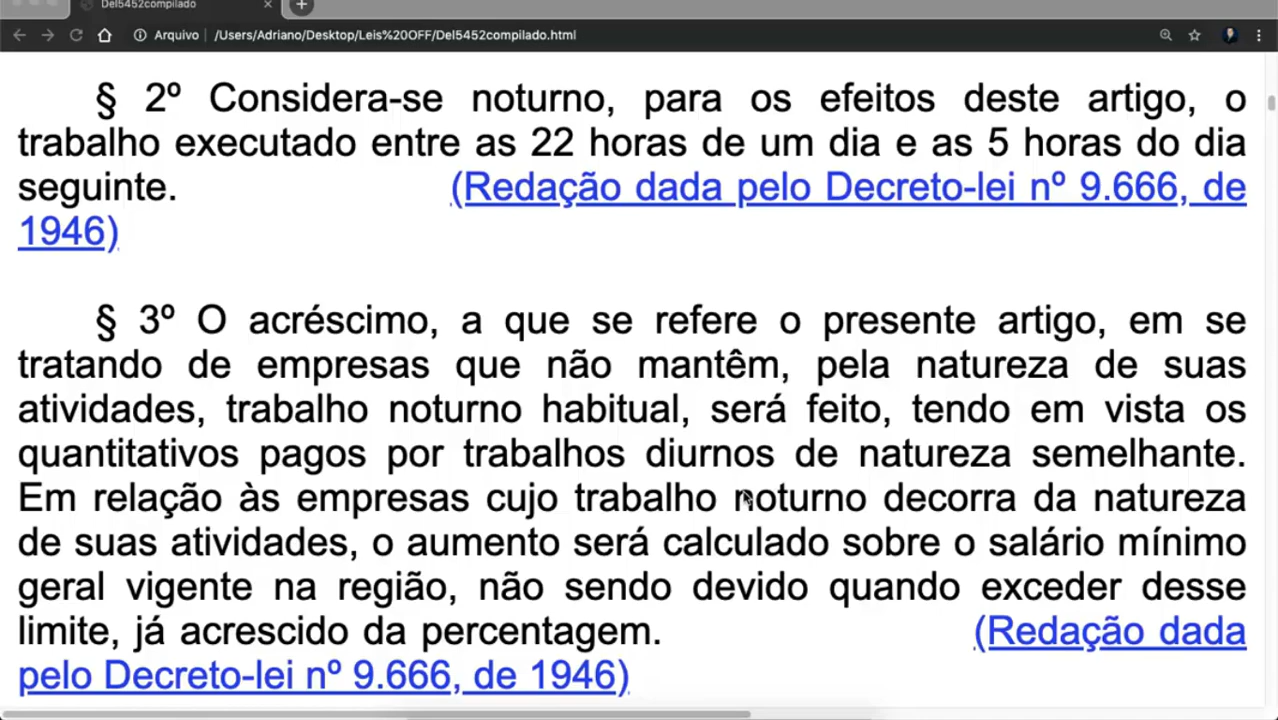 Del5452compilado
Arquivo | /Users/Adriano/Desktop/Leis%20OFF/Del5452compilado.html
§ 2º Considera-se noturno, para os efeitos deste artigo, o
trabalho executado entre as 22 horas de um dia e as 5 horas do dia
seguinte. (Redação dada pelo Decreto-lei nº 9.666, de
1946)
§ 3º O acréscimo, a que se refere o presente artigo, em se
tratando de empresas que não mantêm, pela natureza de suas
atividades, trabalho noturno habitual, será feito, tendo em vista os
quantitativos pagos por trabalhos diurnos de natureza semelhante.
Em relação às empresas cujo trabalho noturno decorra da natureza
de suas atividades, o aumento será calculado sobre o salário mínimo
geral vigente na região, não sendo devido quando exceder desse
limite, já acrescido da percentagem. (Redação dada
pelo Decreto-lei nº 9.666, de 1946)